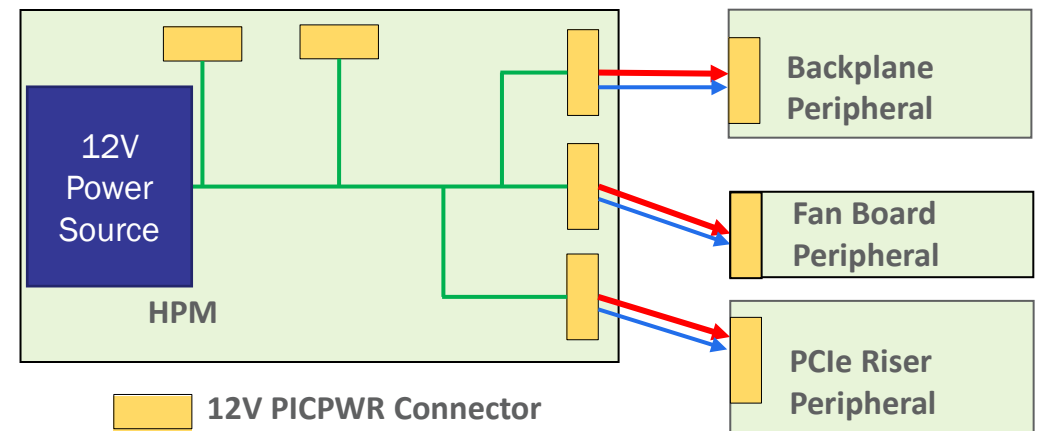 12V
Power
Source
HPM
Backplane
Peripheral
Fan Board
Peripheral
PCIe Riser
Peripheral
12V PICPWR Connector